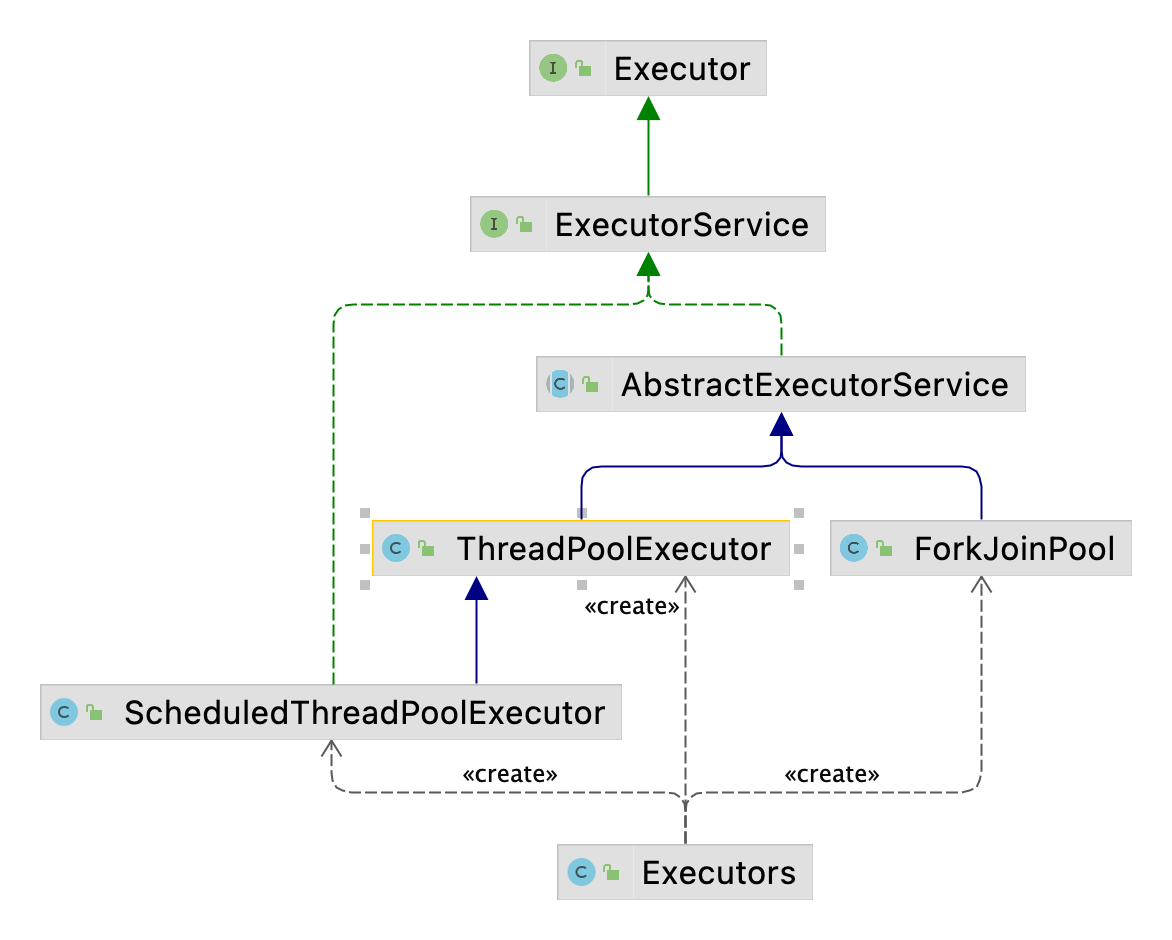 I Executor
I ExecutorService
C AbstractExecutorService
C ThreadPoolExecutor
C ForkJoinPool
«create»
C ScheduledThreadPoolExecutor
«create»
«create»
C Executors